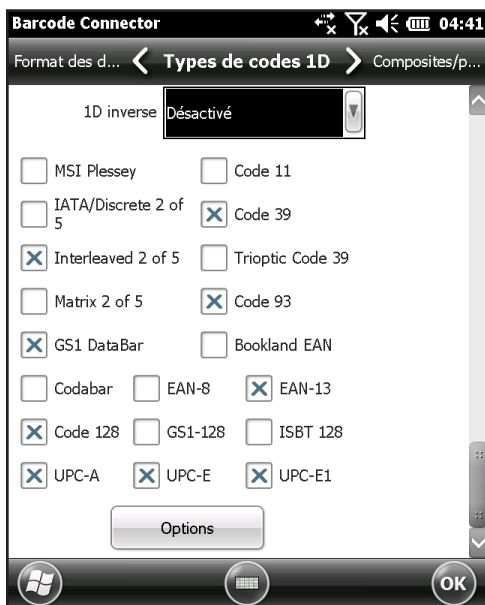 Barcode Connector 04:41
Format des d... Types de codes 1D Composites/p...
1D inverse Désactivé
MSI Plessey Code 11
IATA/Discrete 2 of
5 Code 39
Interleaved 2 of 5 Trioptic Code 39
Matrix 2 of 5 Code 93
GS1 DataBar Bookland EAN
Codabar EAN-8 EAN-13
Code 128 GS1-128 ISBT 128
UPC-A UPC-E UPC-E1
Options
OK